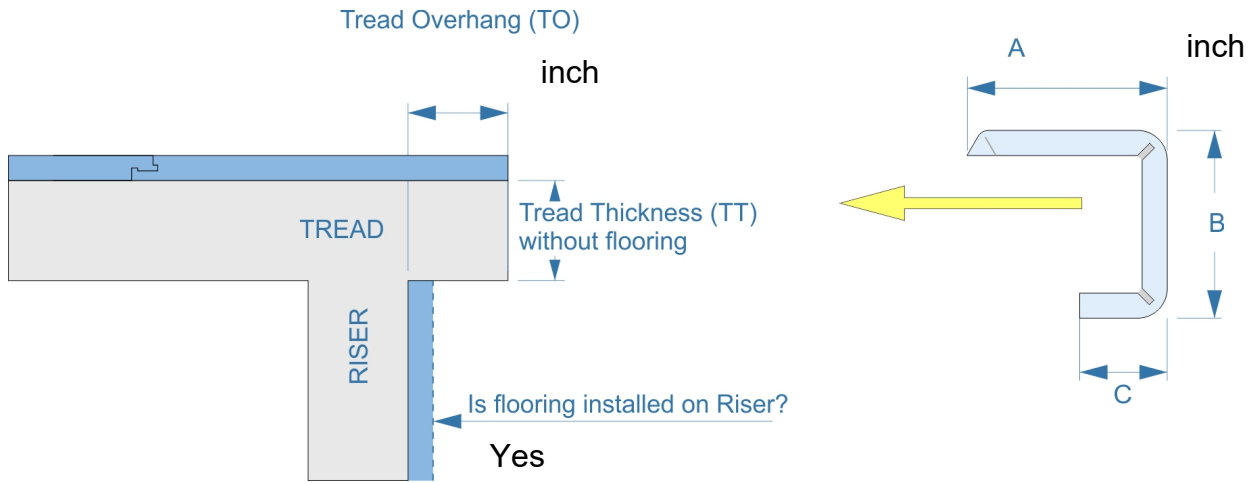 Tread Overhang (TO)
inch
A
inch
Tread Thickness (TT)
without flooring
TREAD
B
RISER
C
Is flooring installed on Riser?
Yes